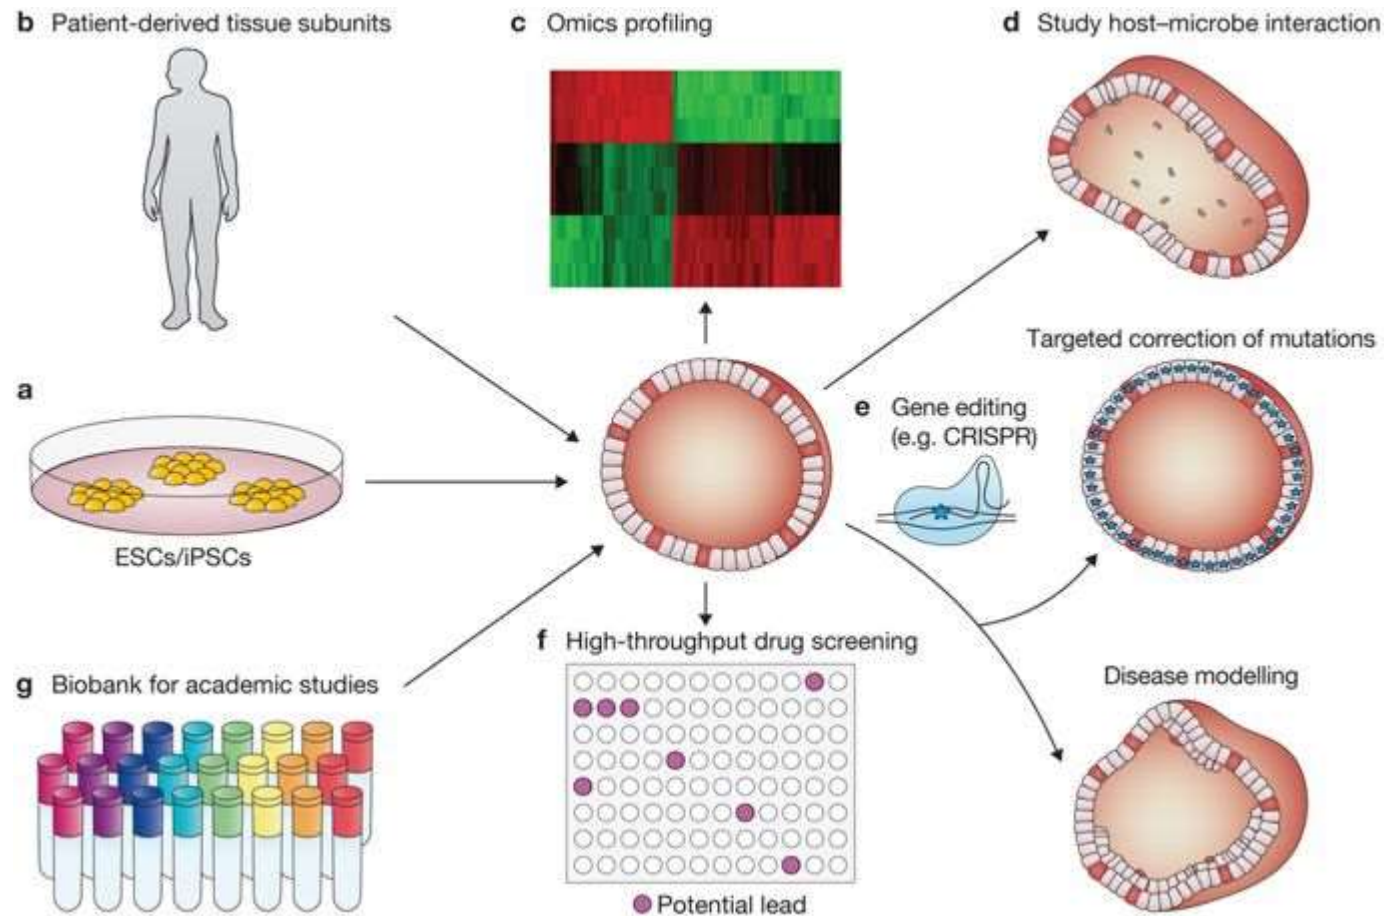 b Patient-derived tissue subunits
c Omics profiling
d Study host–microbe interaction
Targeted correction of mutations
a
e Gene editing
(e.g. CRISPR)
ESCs/iPSCs
f High-throughput drug screening
g Biobank for academic studies
Disease modelling
Potential lead